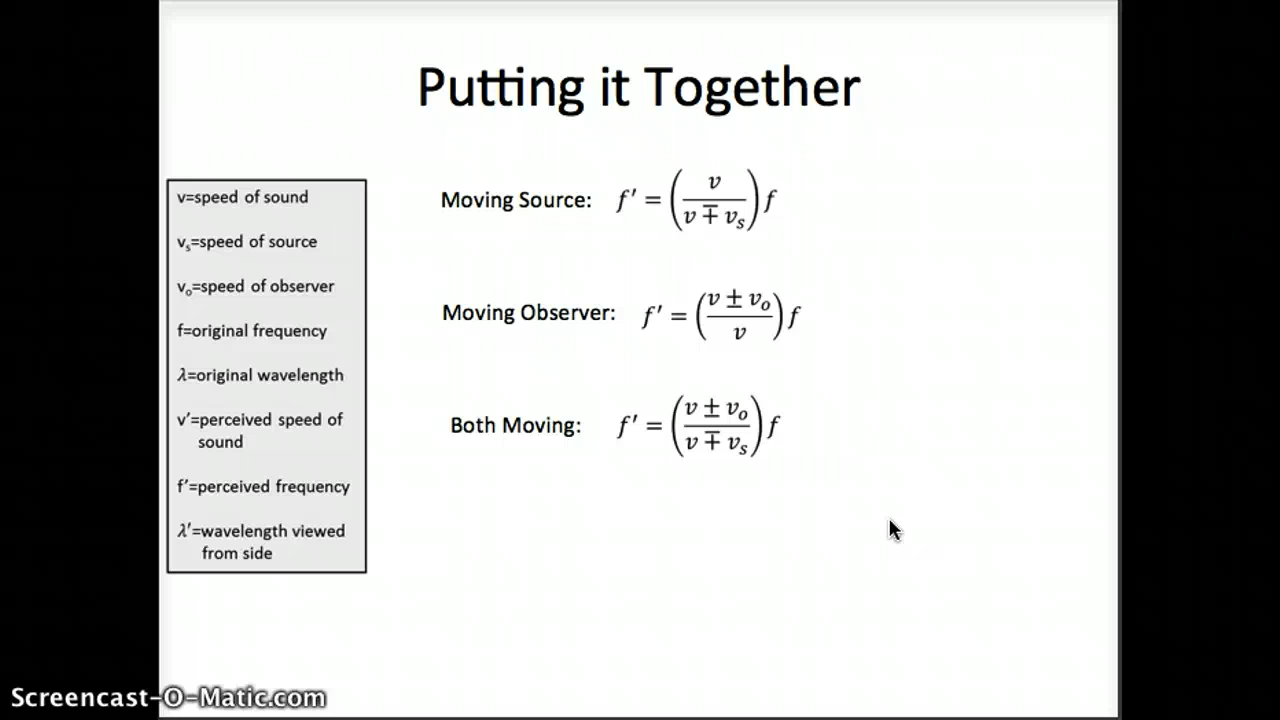 Putting it Together
v=speed of sound
vₛ=speed of source
vₒ=speed of observer
f=original frequency
λ=original wavelength
v′=perceived speed of
sound
f′=perceived frequency
λ′=wavelength viewed
from side
Moving Source: f′ = (v / (v ∓ vₛ)) f
Moving Observer: f′ = ((v ± vₒ) / v) f
Both Moving: f′ = ((v ± vₒ) / (v ∓ vₛ)) f
Screencast-O-Matic.com